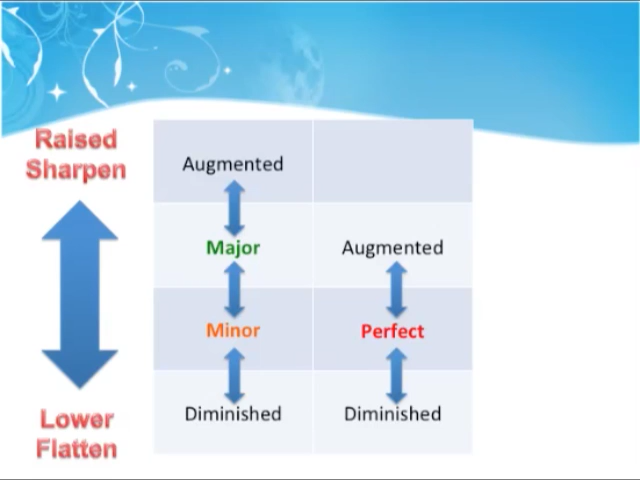 Raised
Sharpen
Augmented
Major
Augmented
Minor
Perfect
Diminished
Diminished
Lower
Flatten